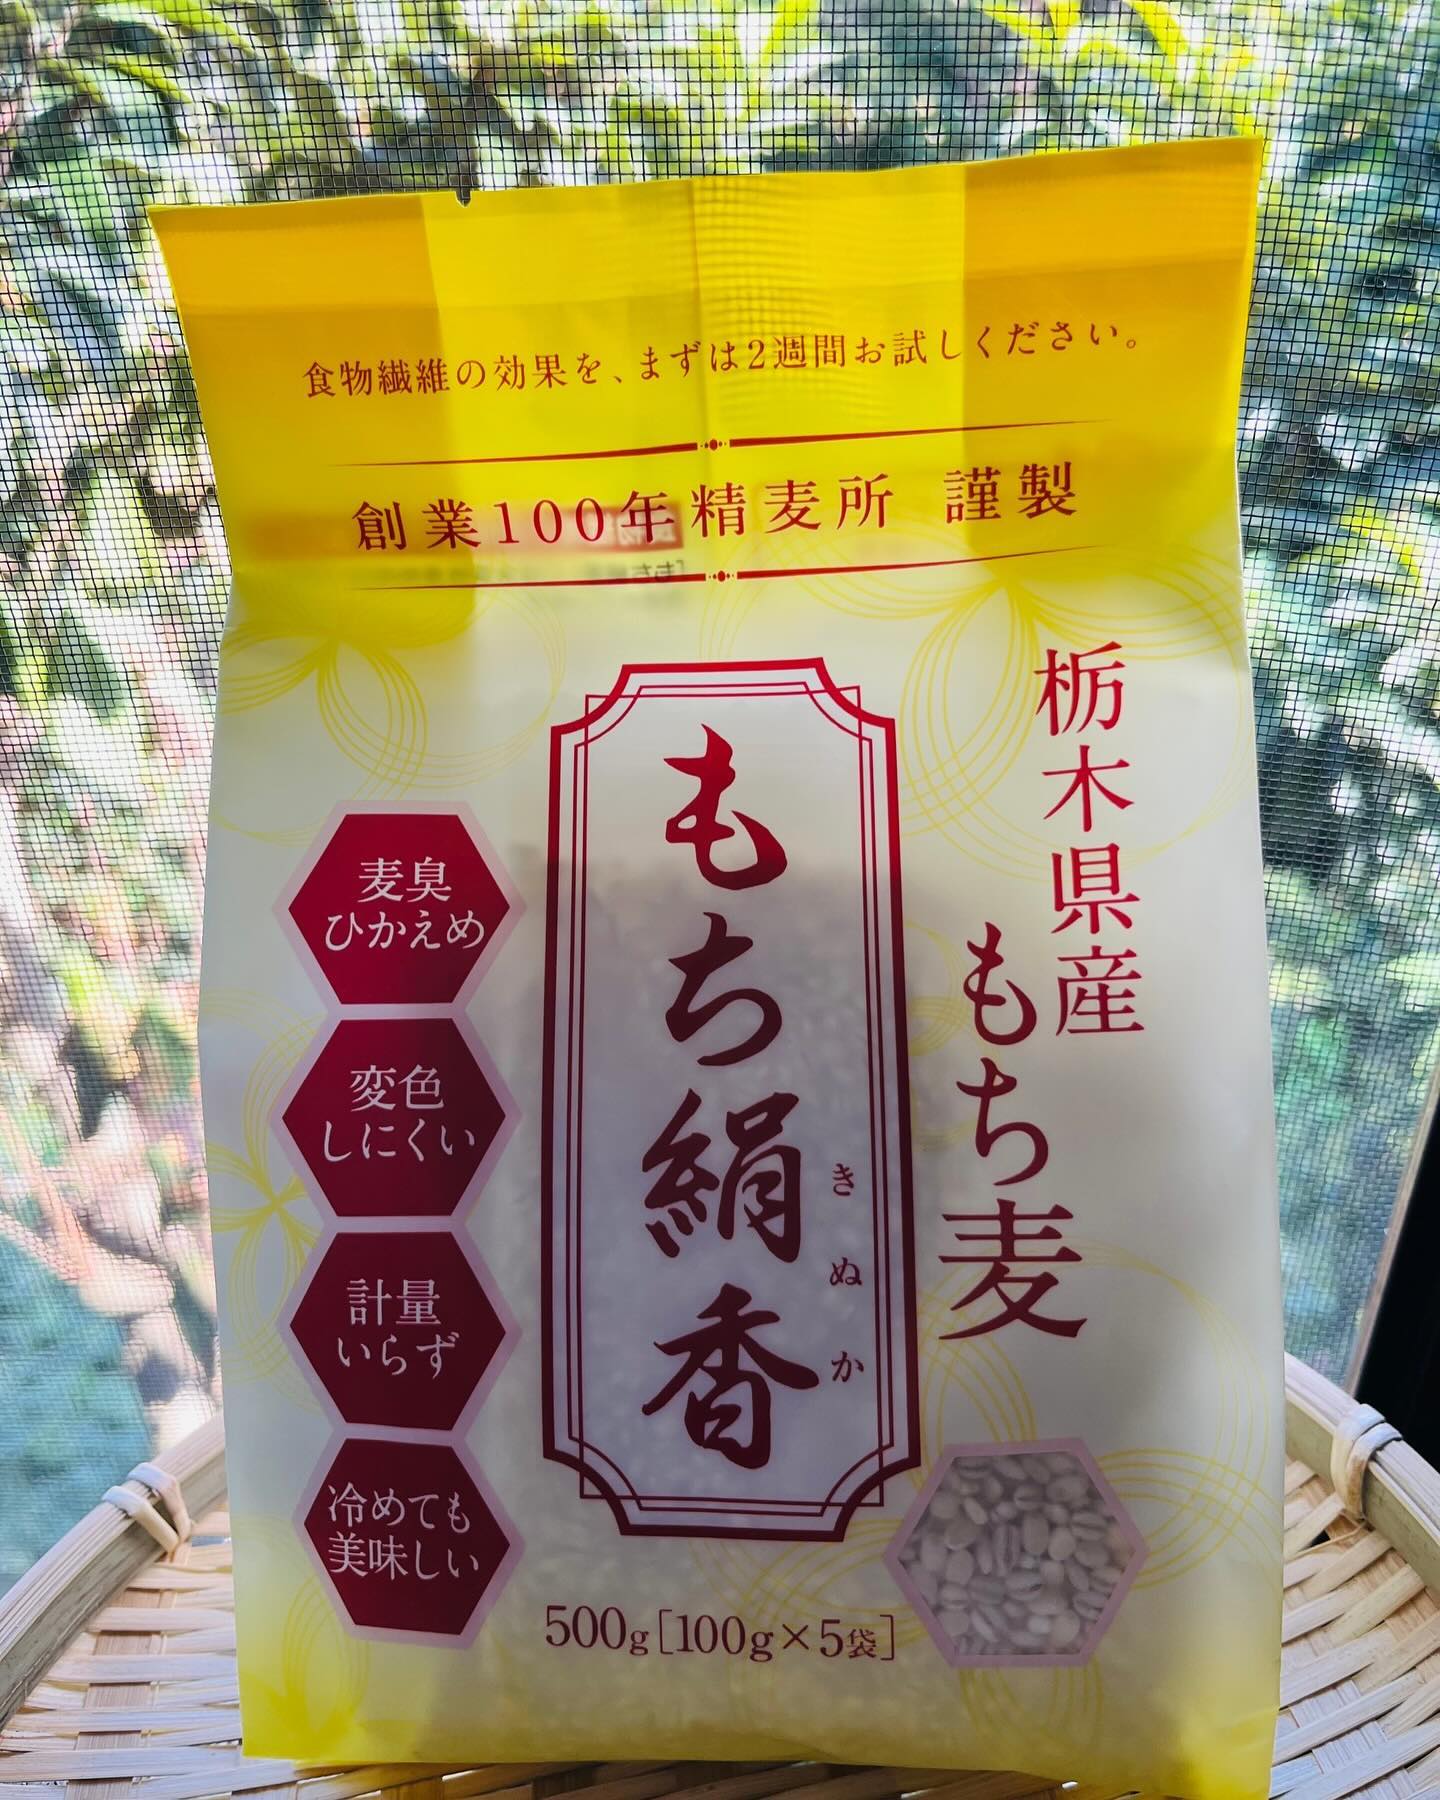 食物繊維の効果を、まずは2週間お試しください。
創業100年精麦所 謹製
栃木県産
もち麦
もち絹香
きぬか
麦臭
ひかえめ
変色
しにくい
計量
いらず
冷めても
美味しい
500g[100g×5袋]